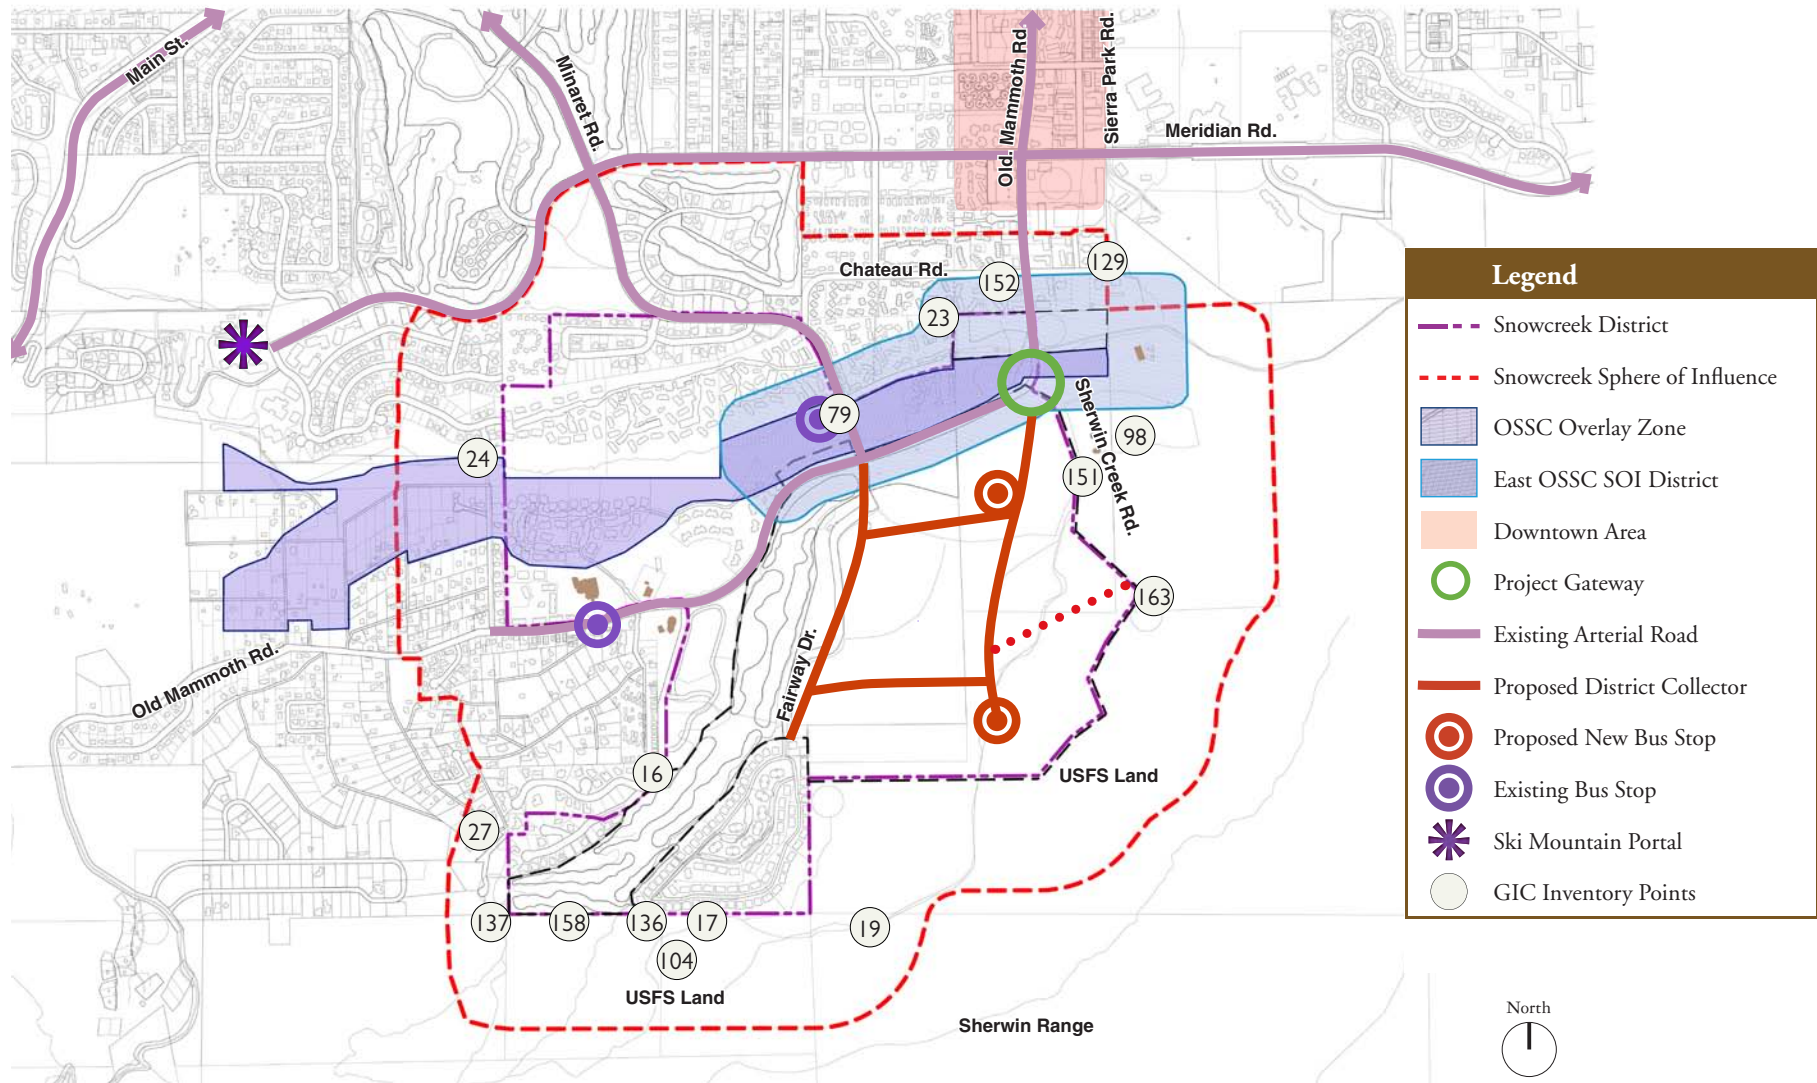 Main St.
Minaret Rd.
Old. Mammoth Rd.
Sierra Park Rd.
Meridian Rd.
Chateau Rd.
129
152
23
79
Sherwin Creek Rd.
98
24
151
163
Old Mammoth Rd.
Fairway Dr.
16
USFS Land
27
137
158
136
17
19
104
USFS Land
Sherwin Range
Legend
Snowcreek District
Snowcreek Sphere of Influence
OSSC Overlay Zone
East OSSC SOI District
Downtown Area
Project Gateway
Existing Arterial Road
Proposed District Collector
Proposed New Bus Stop
Existing Bus Stop
Ski Mountain Portal
GIC Inventory Points
North